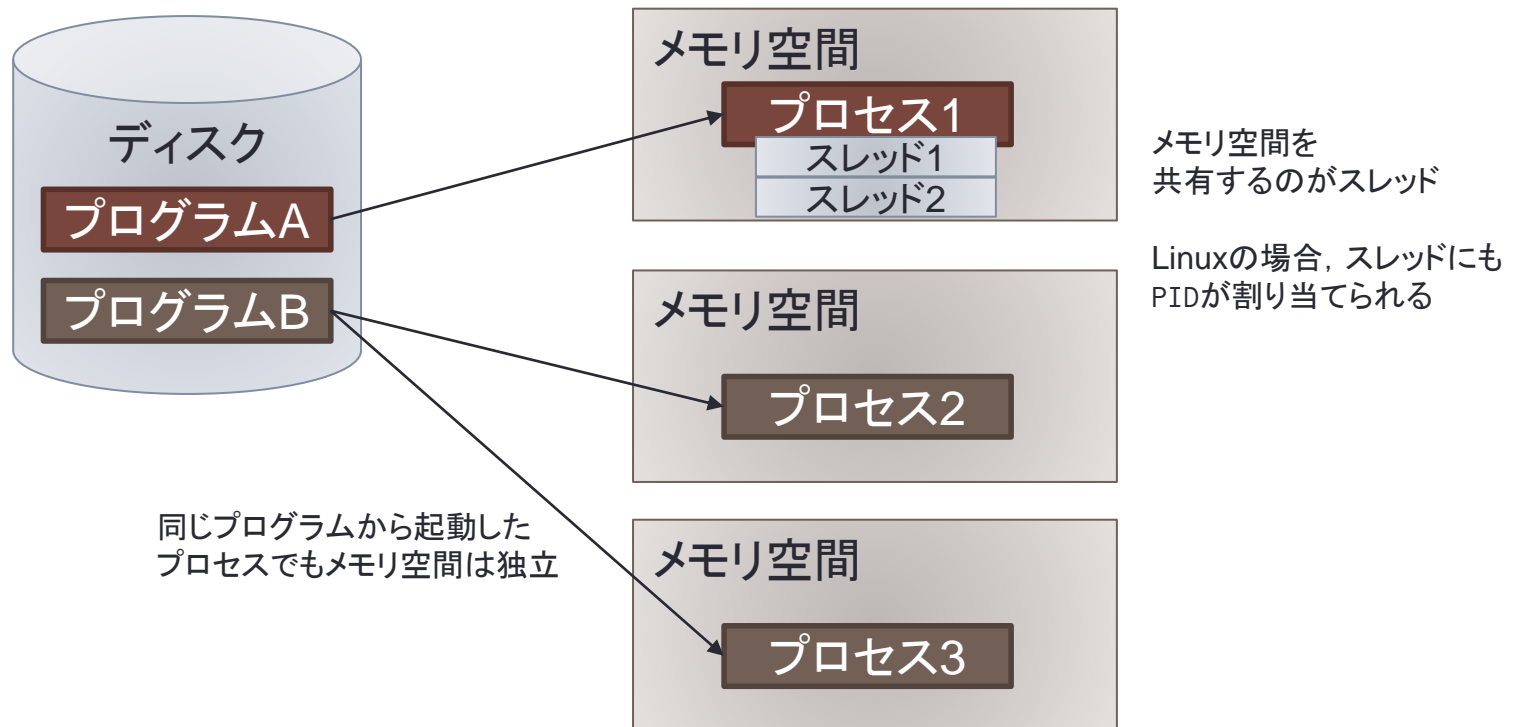 ディスク
プログラムA
プログラムB
メモリ空間
プロセス1
スレッド1
スレッド2
メモリ空間を
共有するのがスレッド
Linuxの場合，スレッドにも
PIDが割り当てられる
メモリ空間
プロセス2
同じプログラムから起動した
プロセスでもメモリ空間は独立
メモリ空間
プロセス3